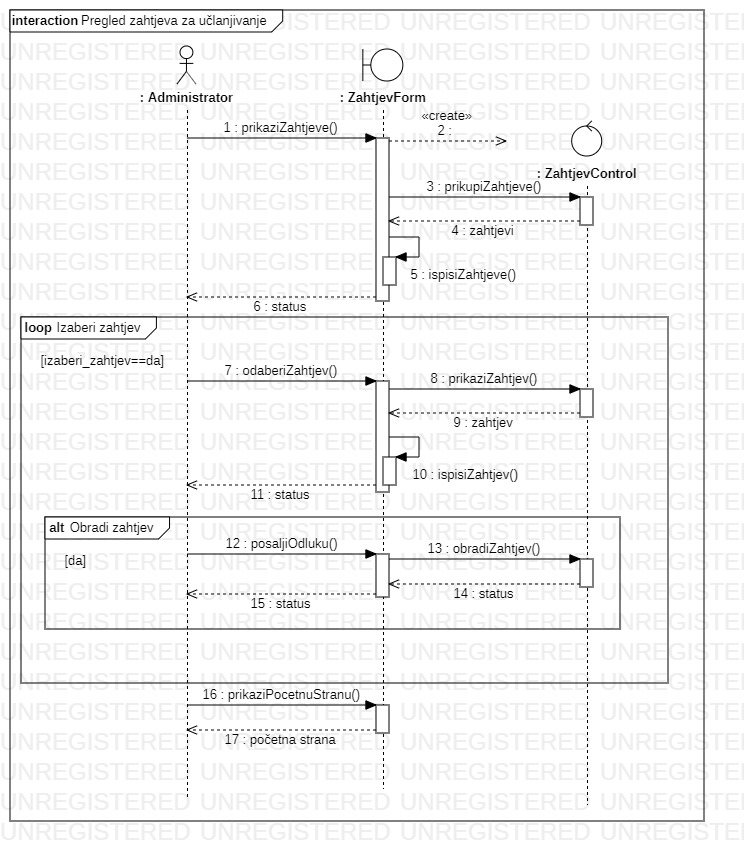 interaction Pregled zahtjeva za učlanjivanje
: Administrator
: ZahtjevForm
«create»
1 : prikaziZahtjeve()
2 :
: ZahtjevControl
3 : prikupiZahtjeve()
4 : zahtjevi
5 : ispisiZahtjeve()
6 : status
loop Izaberi zahtjev
[izaberi_zahtjev==da]
7 : odaberiZahtjev()
8 : prikaziZahtjev()
9 : zahtjev
10 : ispisiZahtjev()
11 : status
alt Obradi zahtjev
[da]
12 : posaljiOdluku()
13 : obradiZahtjev()
14 : status
15 : status
16 : prikaziPocetnuStranu()
17 : početna strana
UNREGISTERED